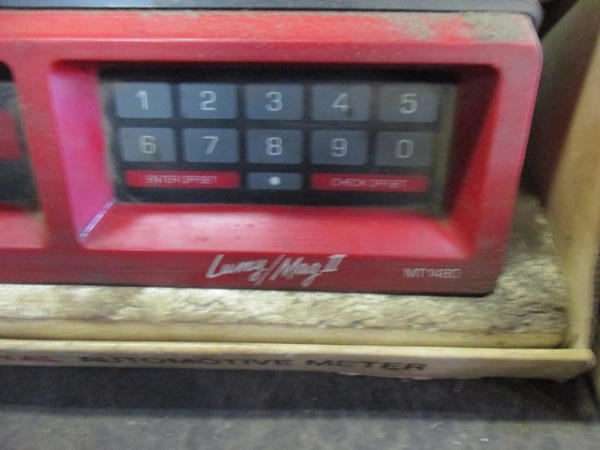 1 2 3 4 5
6 7 8 9 0
ENTER OFFSET CHECK OFFSET
Lumy/Mag II
MT1480
AUTOMOTIVE METER